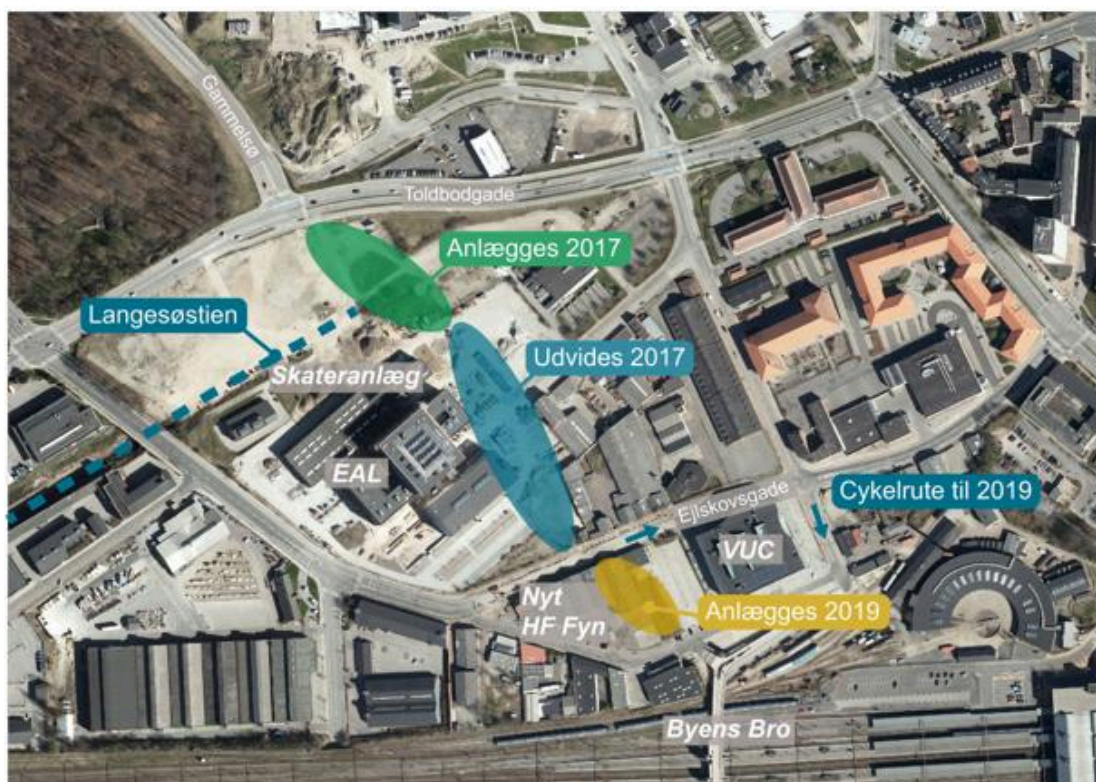 Gammelsø
Toldbodgade
Anlægges 2017
Langesøstien
Udvides 2017
Skateranlæg
EAL
Cykelrute til 2019
Ejlskovsgade
VUC
Nyt
HF Fyn
Anlægges 2019
Byens Bro